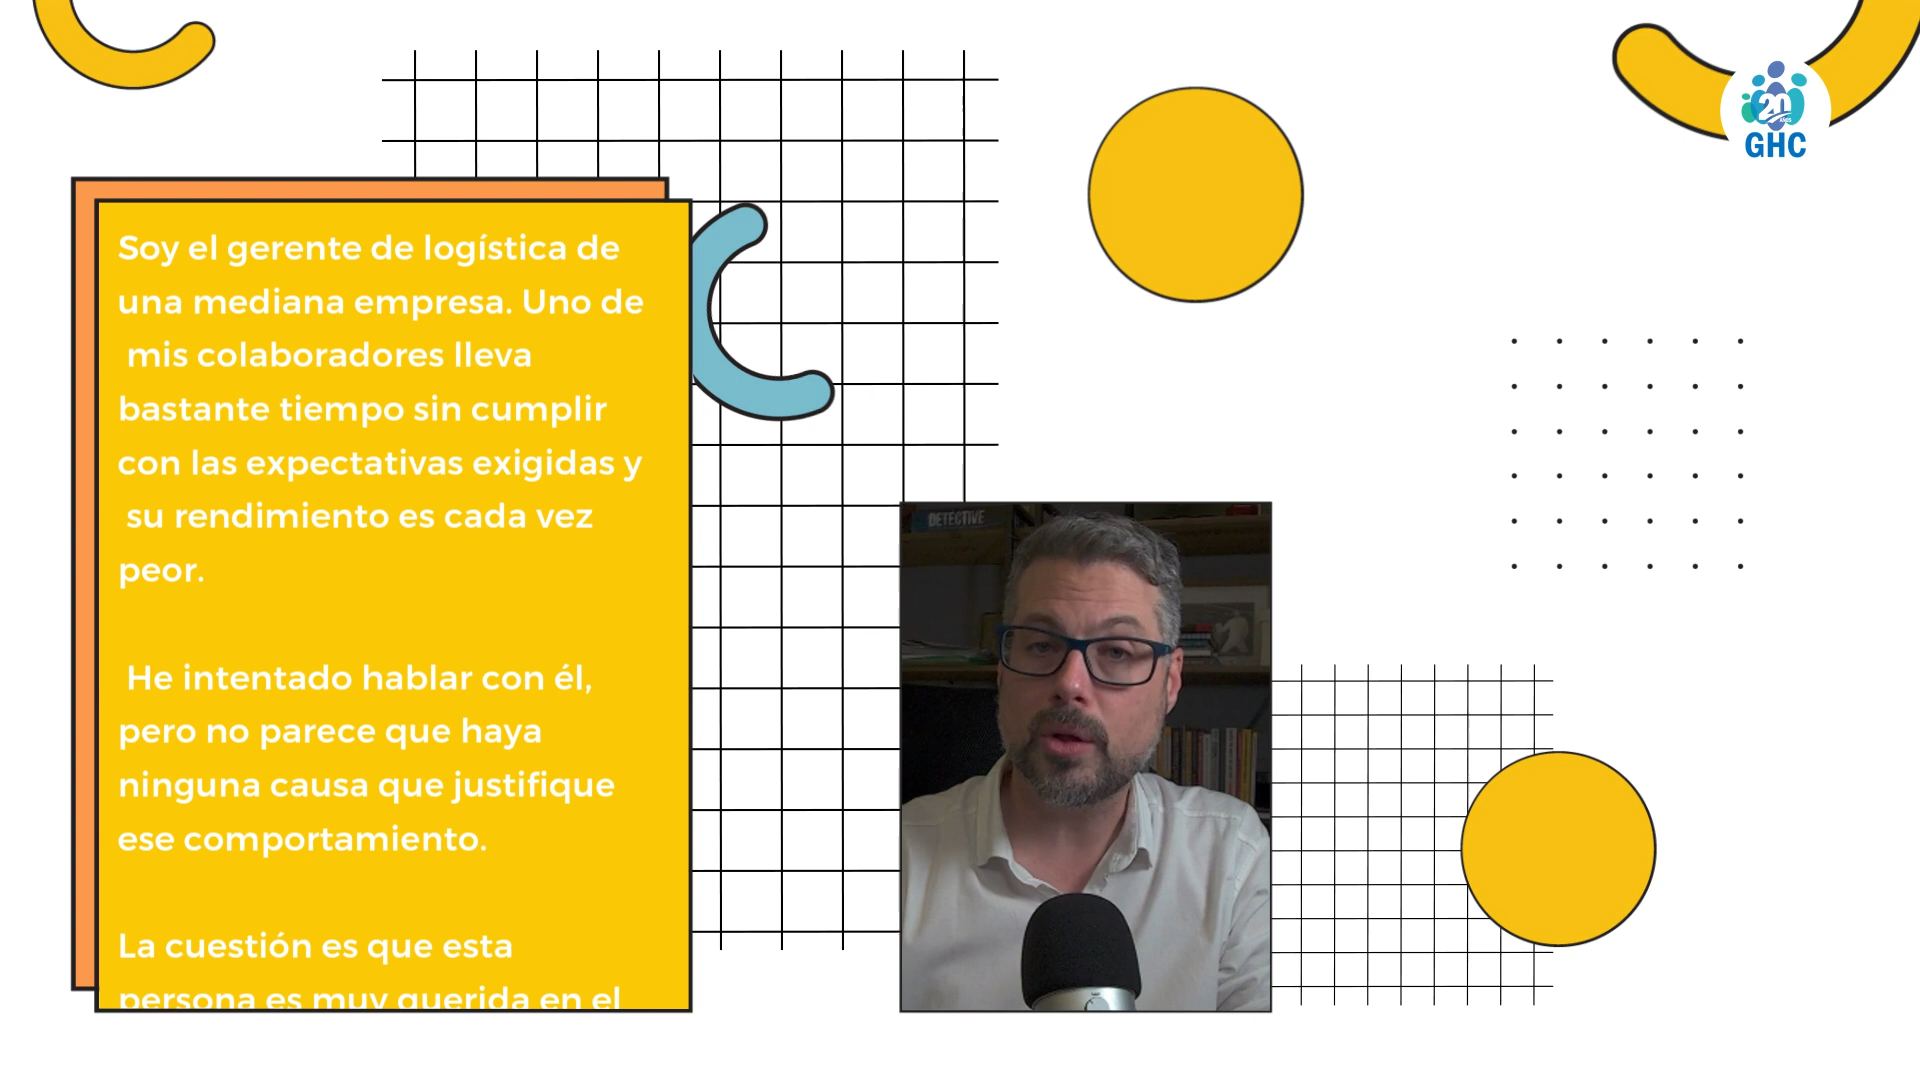 Soy el gerente de logística de
una mediana empresa. Uno de
mis colaboradores lleva
bastante tiempo sin cumplir
con las expectativas exigidas y
su rendimiento es cada vez
peor.
He intentado hablar con él,
pero no parece que haya
ninguna causa que justifique
ese comportamiento.
La cuestión es que esta
persona es muy querida en el
DETECTIVE
20
años
GHC